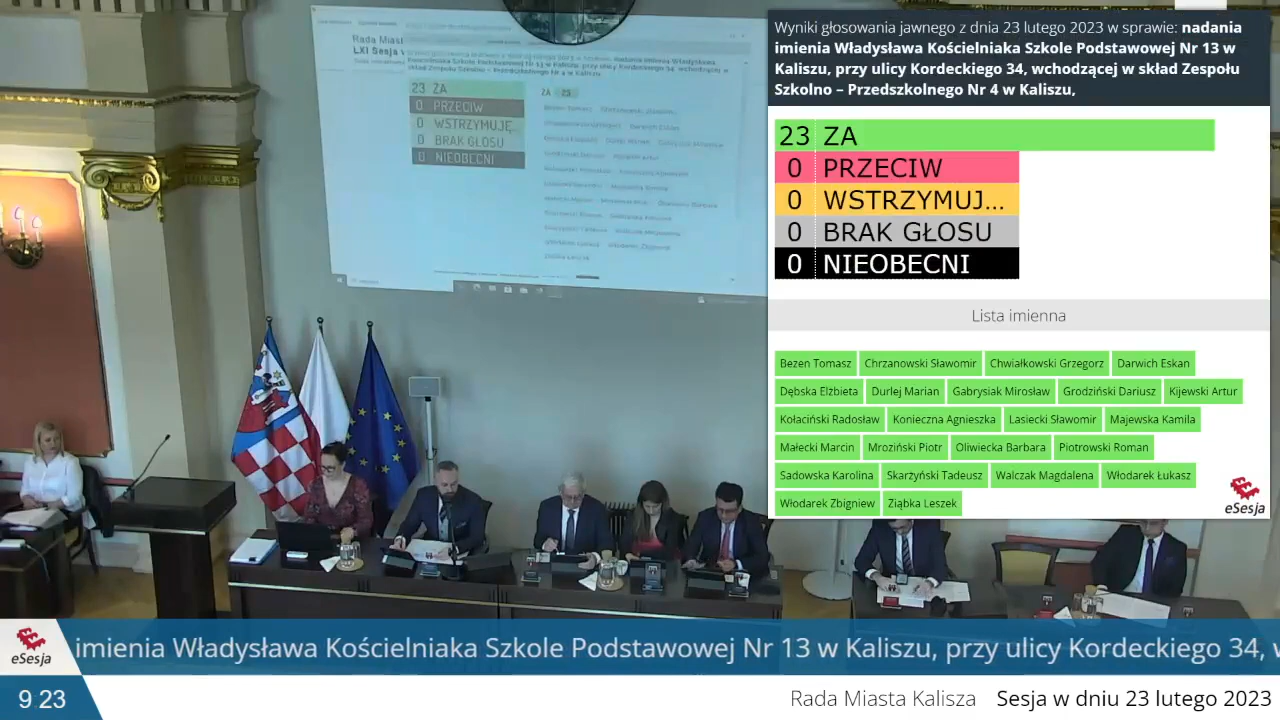 Wyniki głosowania jawnego z dnia 23 lutego 2023 w sprawie: nadania
imienia Władysława Kościelniaka Szkole Podstawowej Nr 13 w
Kaliszu, przy ulicy Kordeckiego 34, wchodzącej w skład Zespołu
Szkolno – Przedszkolnego Nr 4 w Kaliszu,
23 ZA
0 PRZECIW
0 WSTRZYMUJ...
0 BRAK GŁOSU
0 NIEOBECNI
Lista imienna
Bezen Tomasz Chrzanowski Sławomir Chwiałkowski Grzegorz Darwich Eskan
Dębska Elżbieta Durlej Marian Gabrysiak Mirosław Grodziński Dariusz Kijewski Artur
Kołaciński Radosław Konieczna Agnieszka Lasiecki Sławomir Majewska Kamila
Małecki Marcin Mroziński Piotr Oliwiecka Barbara Piotrowski Roman
Sadowska Karolina Skarżyński Tadeusz Walczak Magdalena Włodarek Łukasz
Włodarek Zbigniew Ziąbka Leszek
eSesja
Rada Miast
LXI Sesja
23 ZA
0 PRZECIW
0 WSTRZYMUJĘ...
0 BRAK GŁOSU
0 NIEOBECNI
ZA 23
eSesja
imienia Władysława Kościelniaka Szkole Podstawowej Nr 13 w Kaliszu, przy ulicy Kordeckiego 34, w
9.23
Rada Miasta Kalisza Sesja w dniu 23 lutego 2023